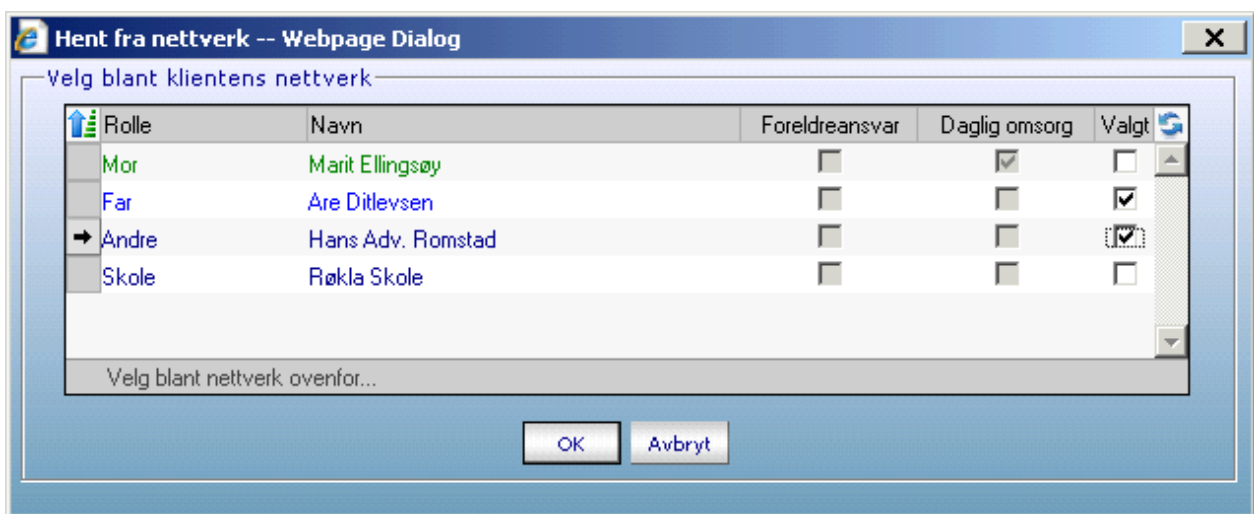 Hent fra nettverk -- Webpage Dialog
Velg blant klientens nettverk
Rolle Navn Foreldreansvar Daglig omsorg Valgt
Mor Marit Ellingsøy
Far Are Ditlevsen
Andre Hans Adv. Romstad
Skole Røkla Skole
Velg blant nettverk ovenfor...
OK Avbryt